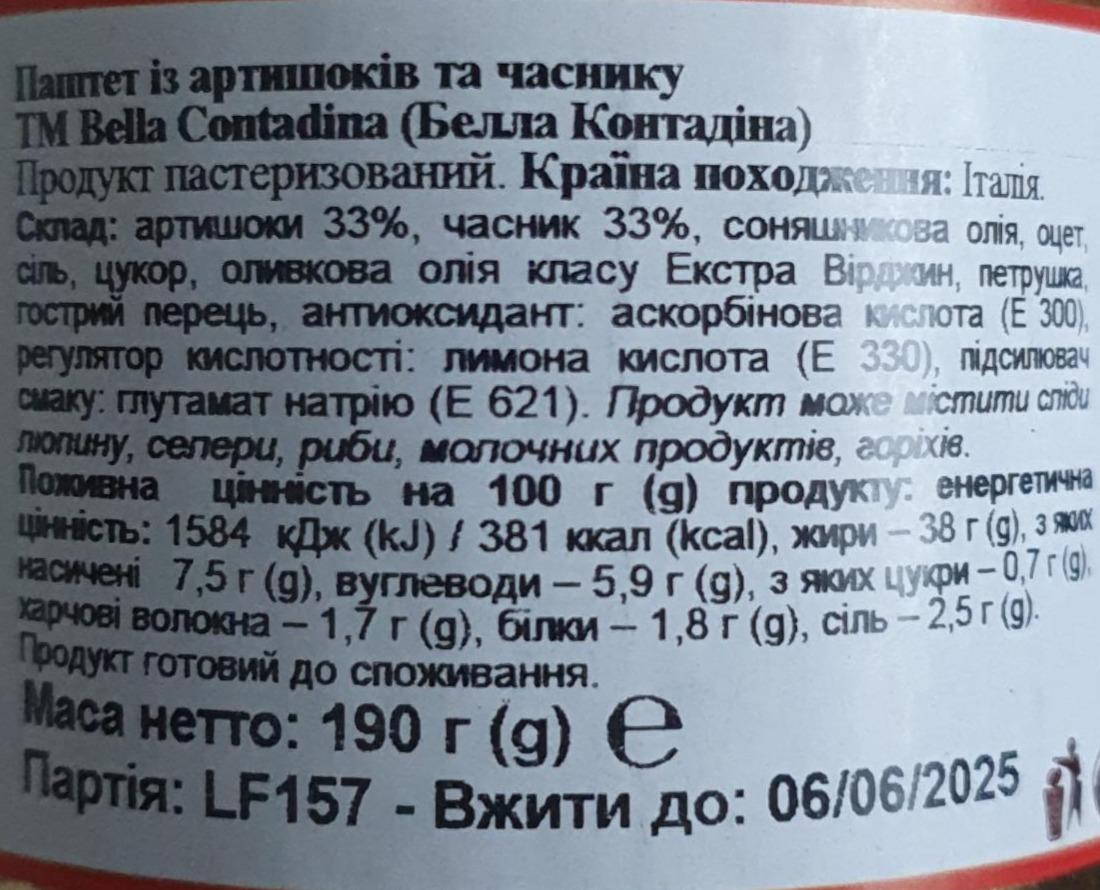 Паштет із артишоків та часнику
ТМ Bella Contadina (Белла Контадіна)
Продукт пастеризований. Країна походження: Італія.
Склад: артишоки 33%, часник 33%, соняшникова олія, оцет,
сіль, цукор, оливкова олія класу Екстра Вірджин, петрушка,
гострий перець, антиоксидант: аскорбінова кислота (Е 300),
регулятор кислотності: лимона кислота (Е 330), підсилювач
смаку: глутамат натрію (Е 621). Продукт може містити сліди
люпину, селери, риби, молочних продуктів, горіхів.
Поживна цінність на 100 г (g) продукту: енергетична
цінність: 1584 кДж (kJ) / 381 ккал (kcal), жири – 38 г (g), з яких
насичені 7,5 г (g), вуглеводи – 5,9 г (g), з яких цукри – 0,7 г (g),
харчові волокна – 1,7 г (g), білки – 1,8 г (g), сіль – 2,5 г (g).
Продукт готовий до споживання.
Маса нетто: 190 г (g) ℮
Партія: LF157 - Вжити до: 06/06/2025